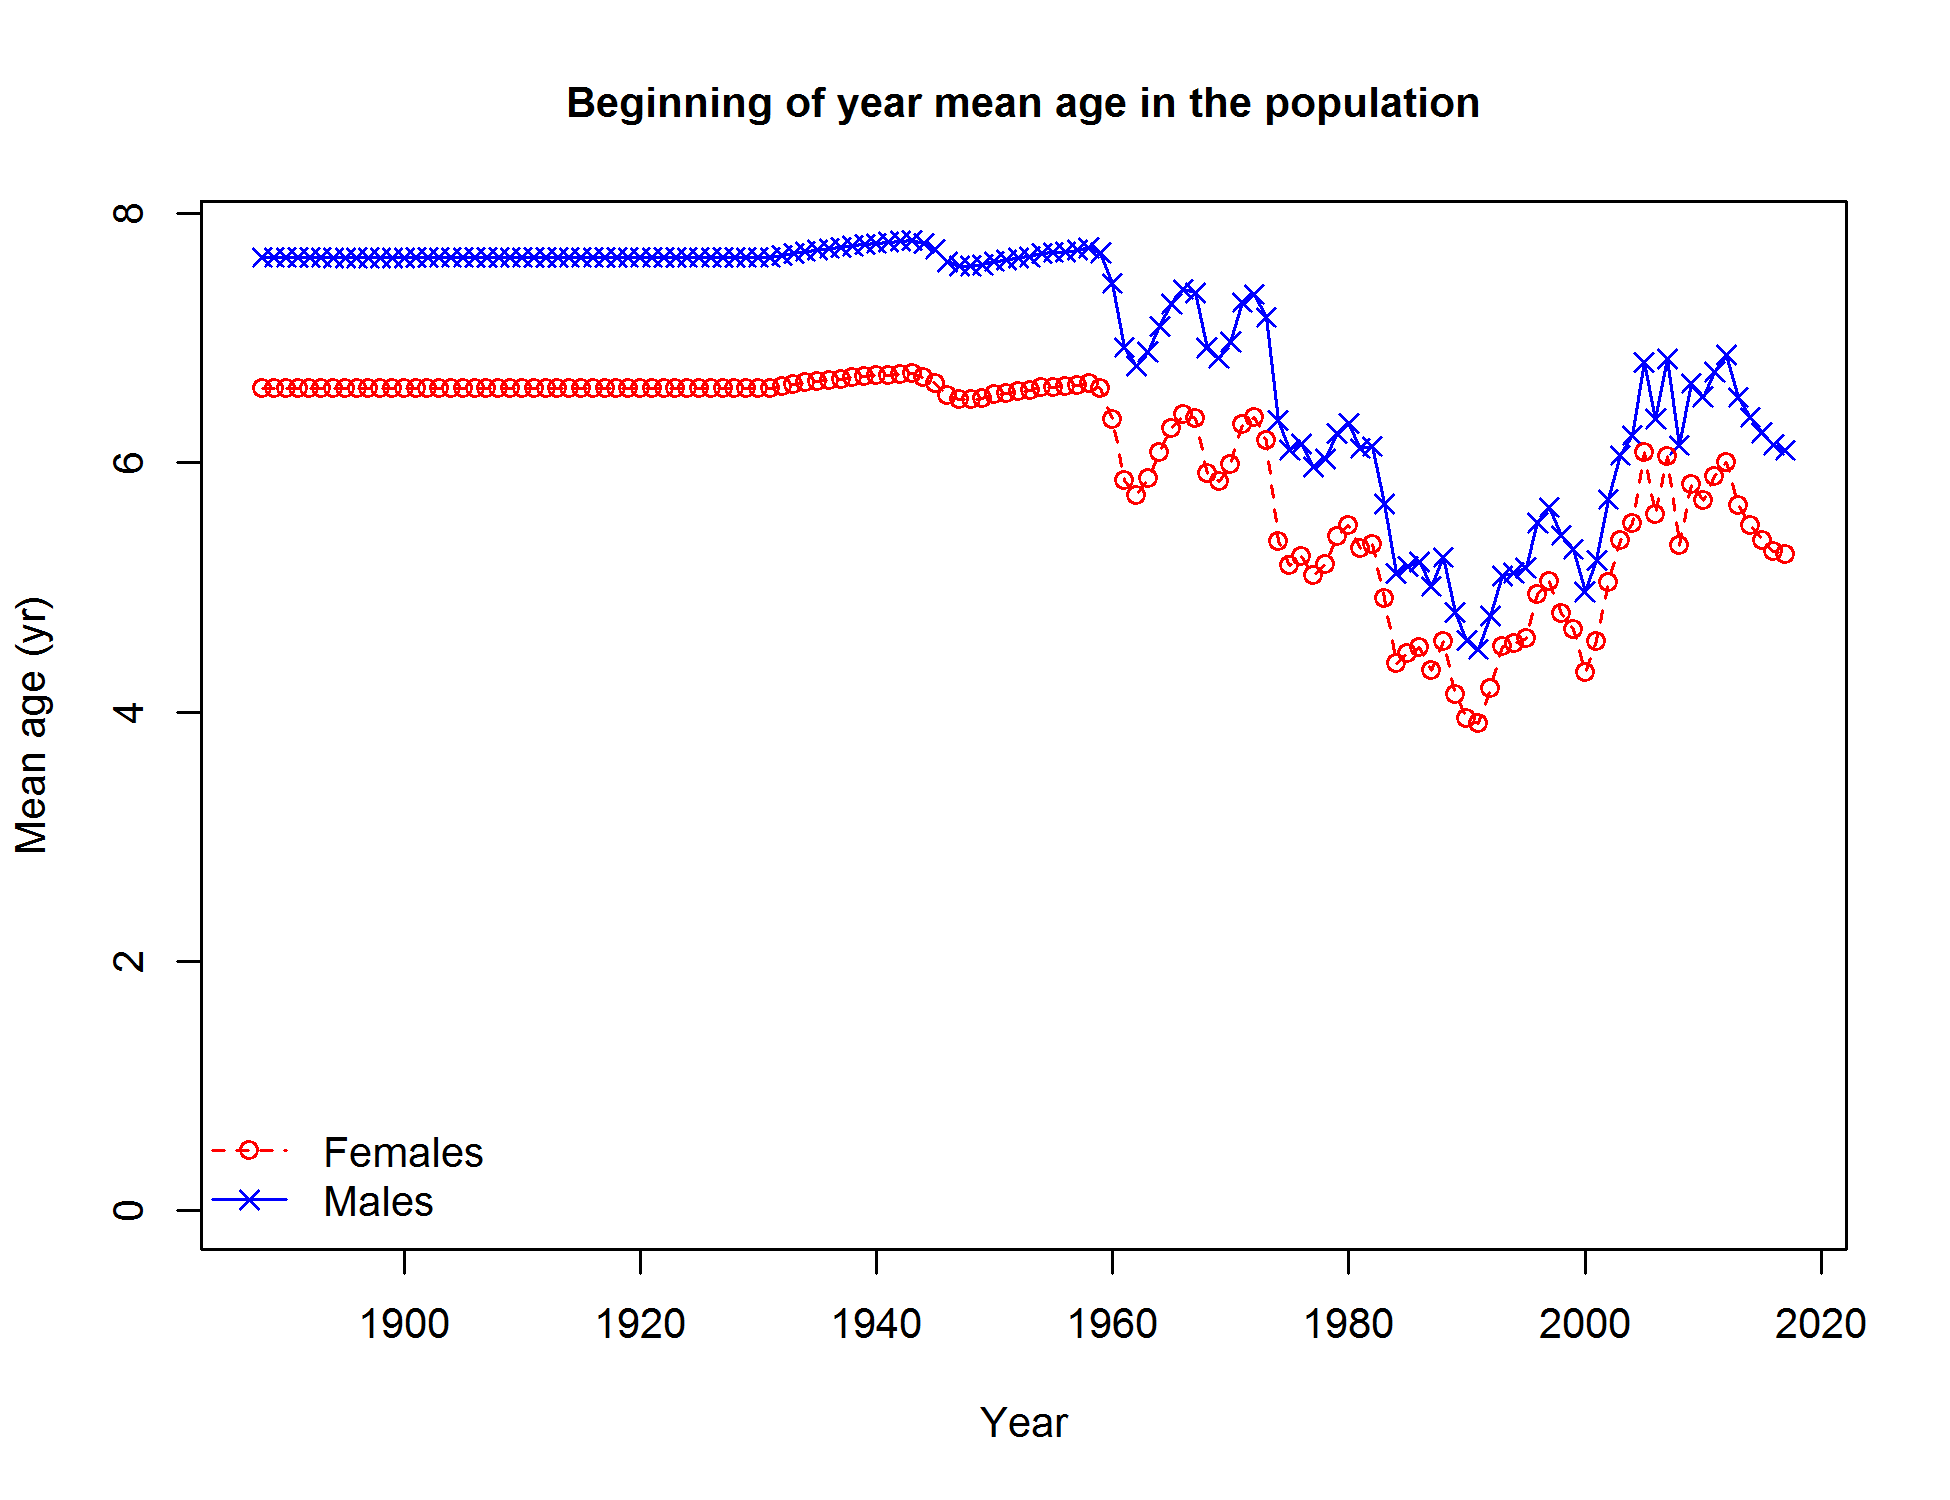 Beginning of year mean age in the population
8
6
4
2
0
Mean age (yr)
Females
Males
1900 1920 1940 1960 1980 2000 2020
Year